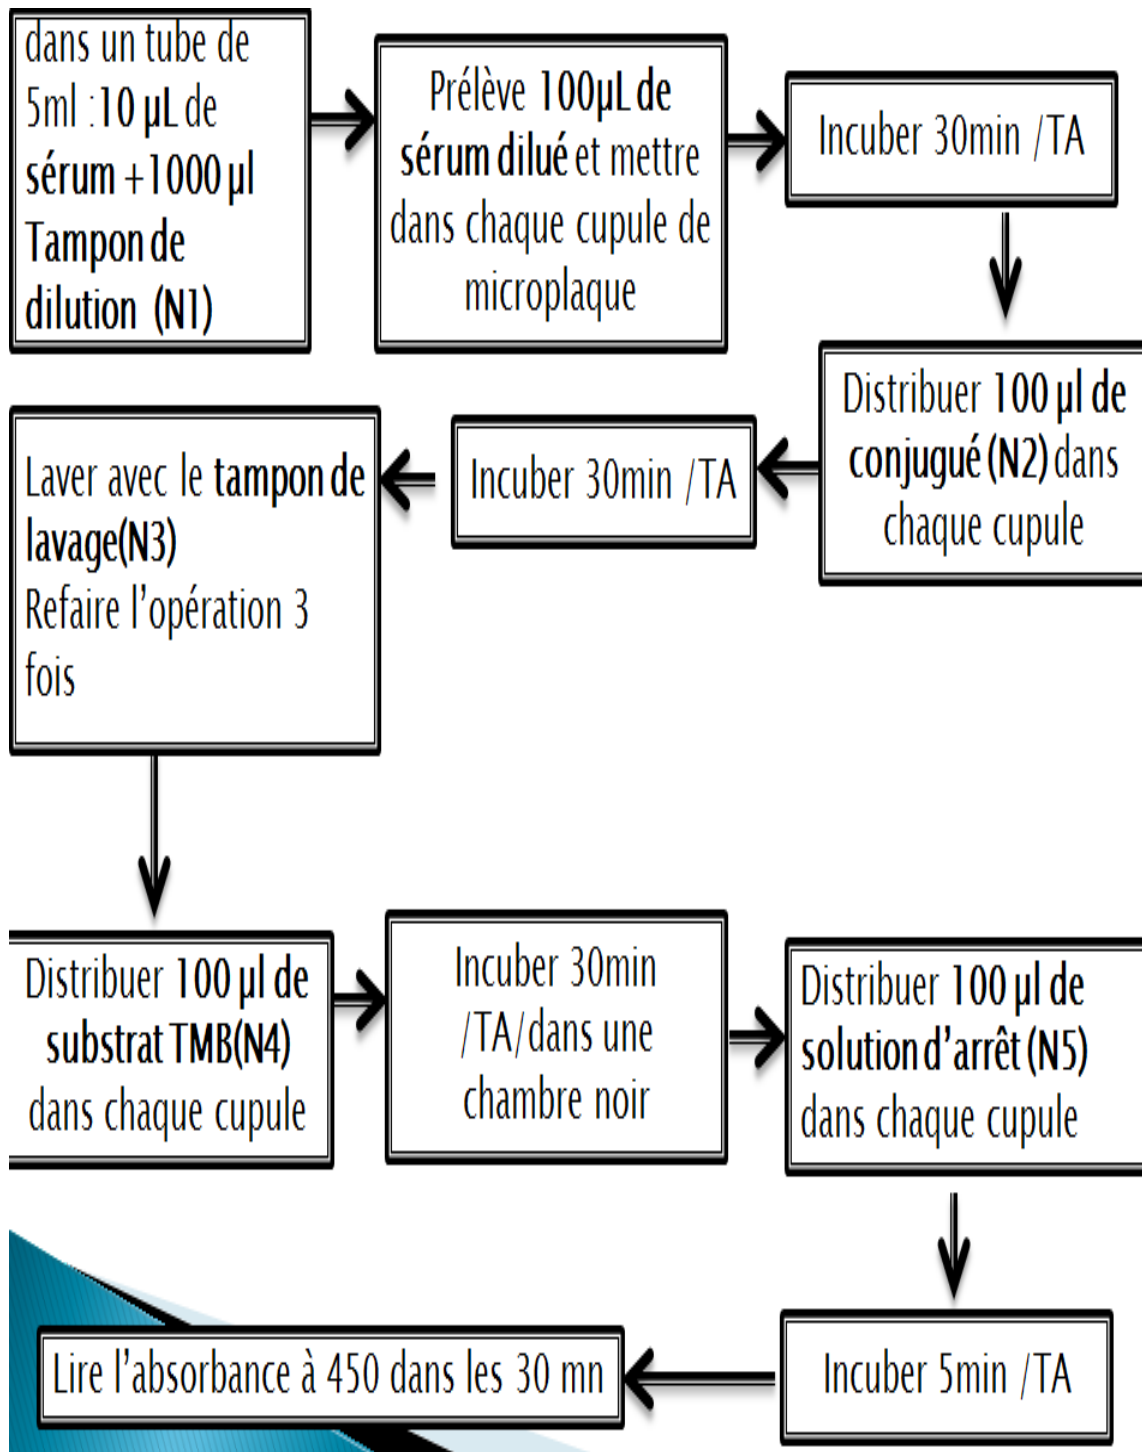 dans un tube de
5ml :10 µL de
sérum +1000 µl
Tampon de
dilution (N1)
Prélève 100µL de
sérum dilué et mettre
dans chaque cupule de
microplaque
Incuber 30min /TA
Distribuer 100 µl de
conjugué (N2) dans
chaque cupule
Incuber 30min /TA
Laver avec le tampon de
lavage(N3)
Refaire l'opération 3
fois
Distribuer 100 µl de
substrat TMB(N4)
dans chaque cupule
Incuber 30min
/TA/dans une
chambre noir
Distribuer 100 µl de
solution d'arrêt (N5)
dans chaque cupule
Incuber 5min /TA
Lire l'absorbance à 450 dans les 30 mn